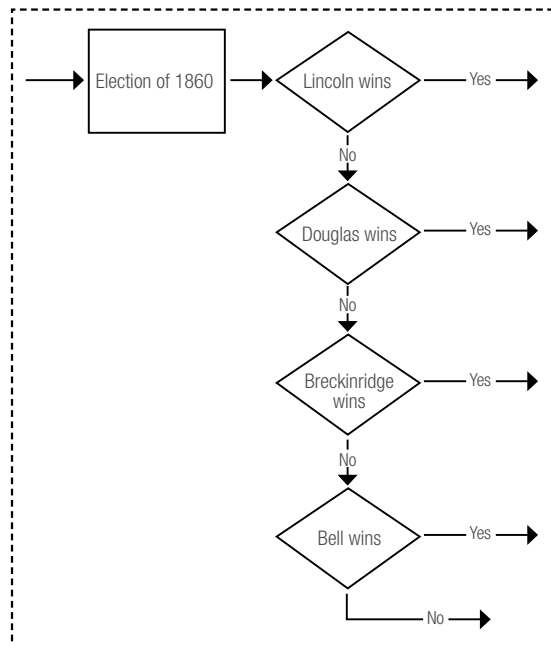 Election of 1860
Lincoln wins
Yes
No
Douglas wins
Yes
No
Breckinridge
wins
Yes
No
Bell wins
Yes
No